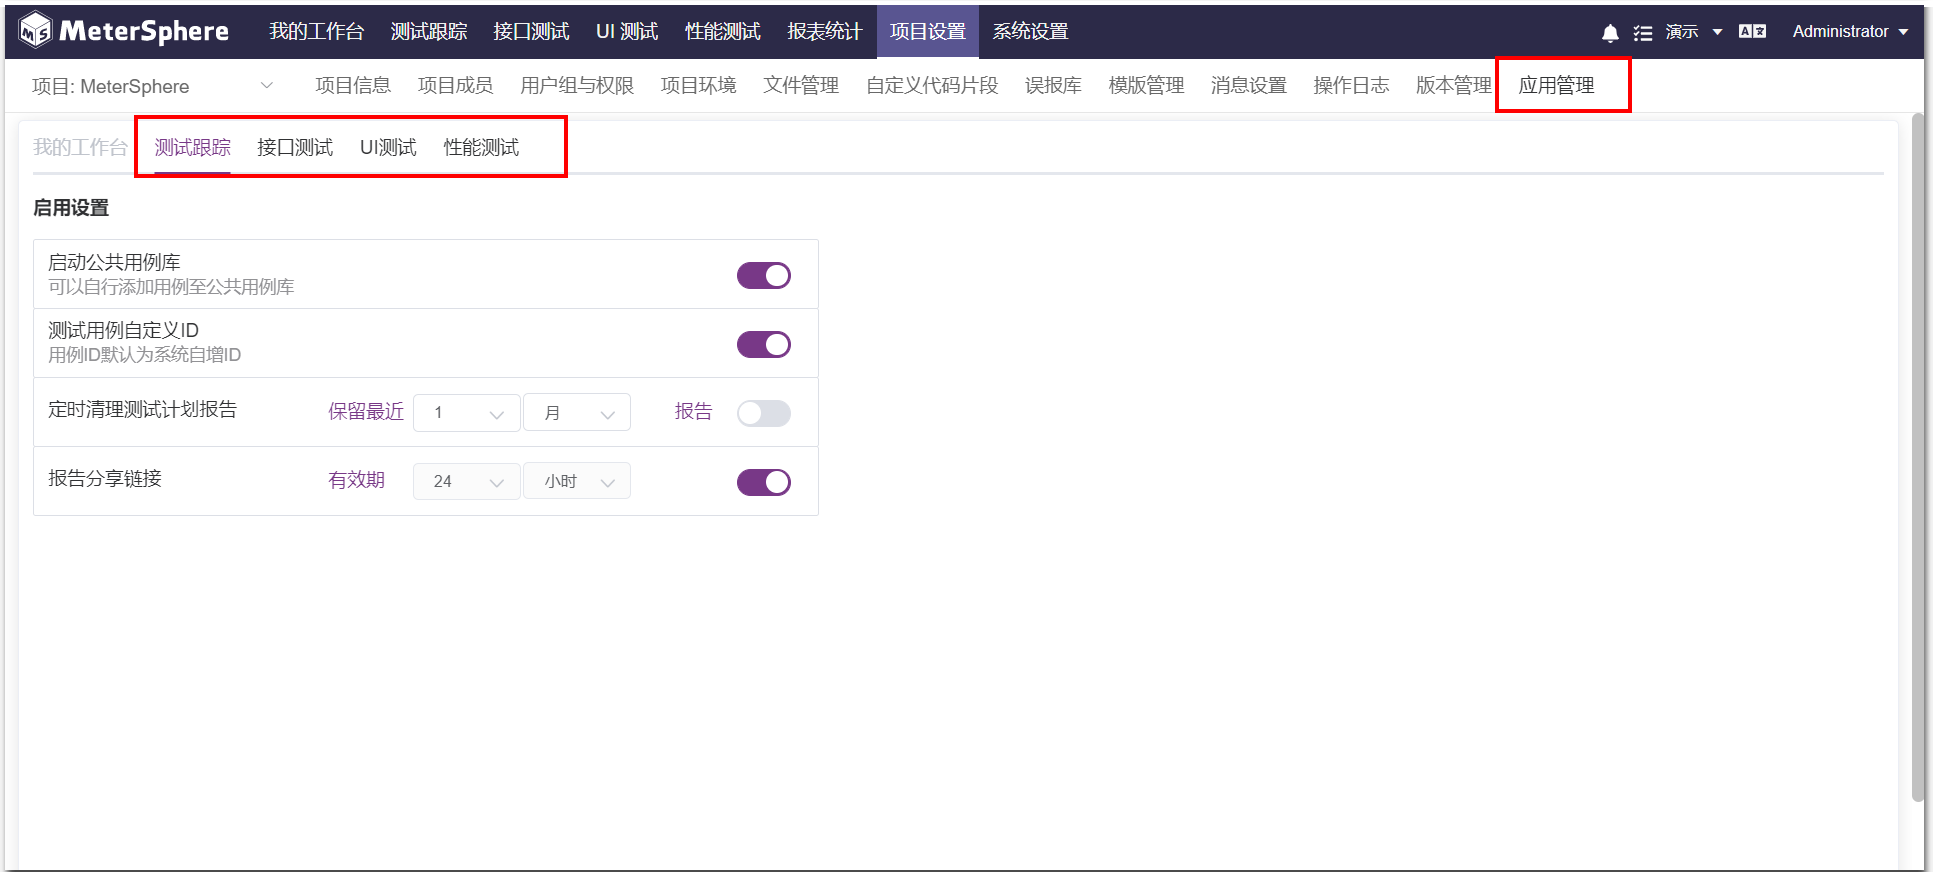 MS MeterSphere 我的工作台 测试跟踪 接口测试 UI 测试 性能测试 报表统计 项目设置 系统设置 演示 Administrator
项目: MeterSphere 项目信息 项目成员 用户组与权限 项目环境 文件管理 自定义代码片段 误报库 模版管理 消息设置 操作日志 版本管理 应用管理
我的工作台 测试跟踪 接口测试 UI测试 性能测试
启用设置
启动公共用例库
可以自行添加用例至公共用例库
测试用例自定义ID
用例ID默认为系统自增ID
定时清理测试计划报告 保留最近 1 月 报告
报告分享链接 有效期 24 小时